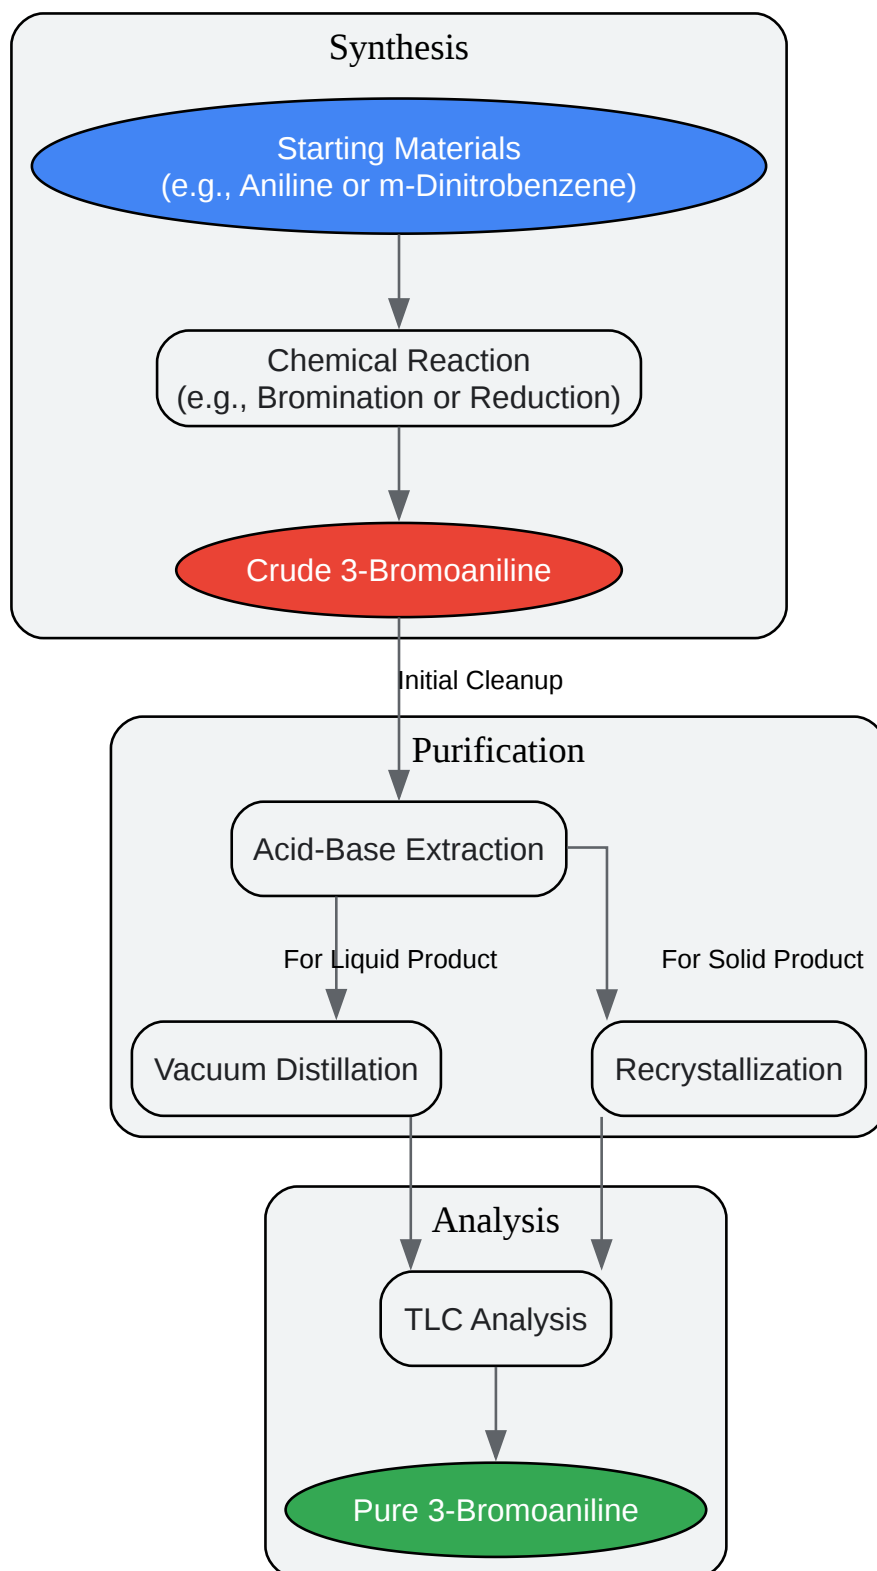 Synthesis
Starting Materials
(e.g., Aniline or m-Dinitrobenzene)
Chemical Reaction
(e.g., Bromination or Reduction)
Crude 3-Bromoaniline
Initial Cleanup
Purification
Acid-Base Extraction
For Liquid Product
For Solid Product
Vacuum Distillation
Recrystallization
Analysis
TLC Analysis
Pure 3-Bromoaniline